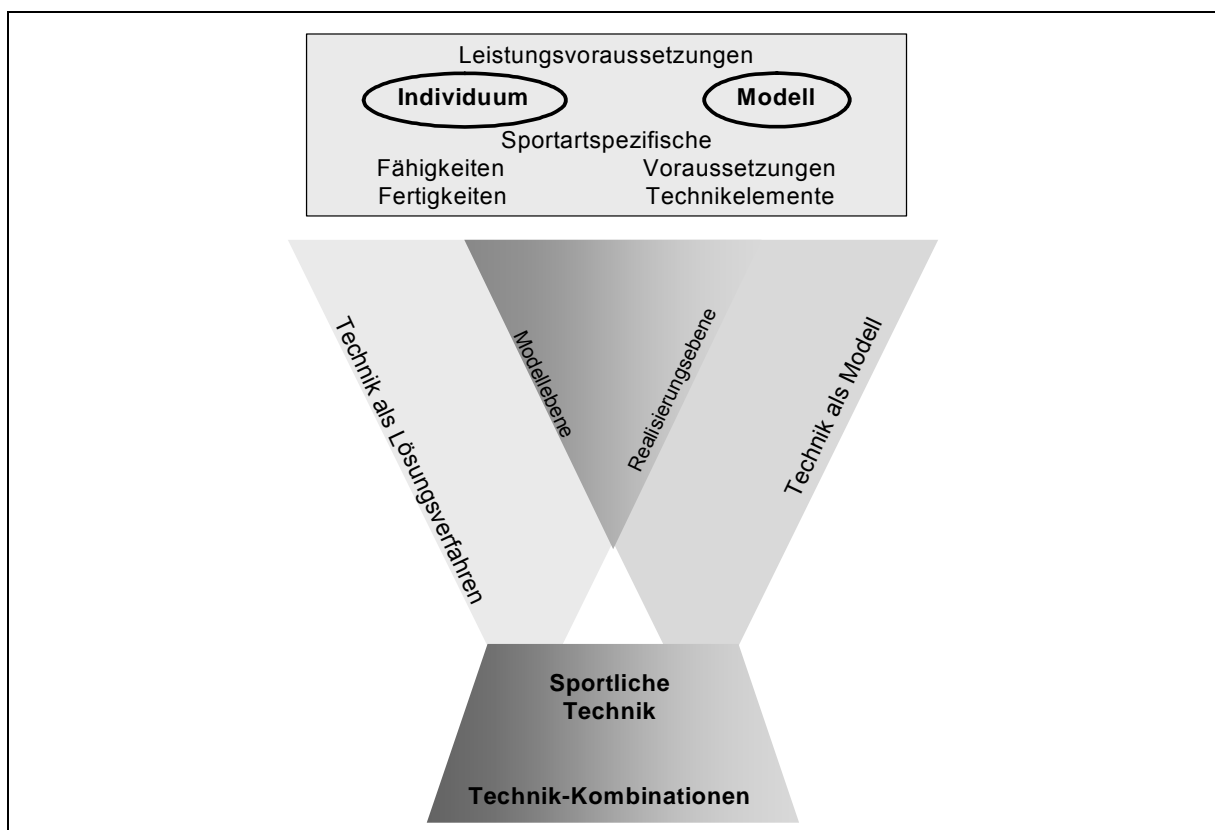 Leistungsvoraussetzungen
Individuum Modell
Sportartspezifische
Fähigkeiten Voraussetzungen
Fertigkeiten Technikelemente
Technik als Lösungsverfahren
Modellebene
Realisierungsebene
Technik als Modell
Sportliche
Technik
Technik-Kombinationen